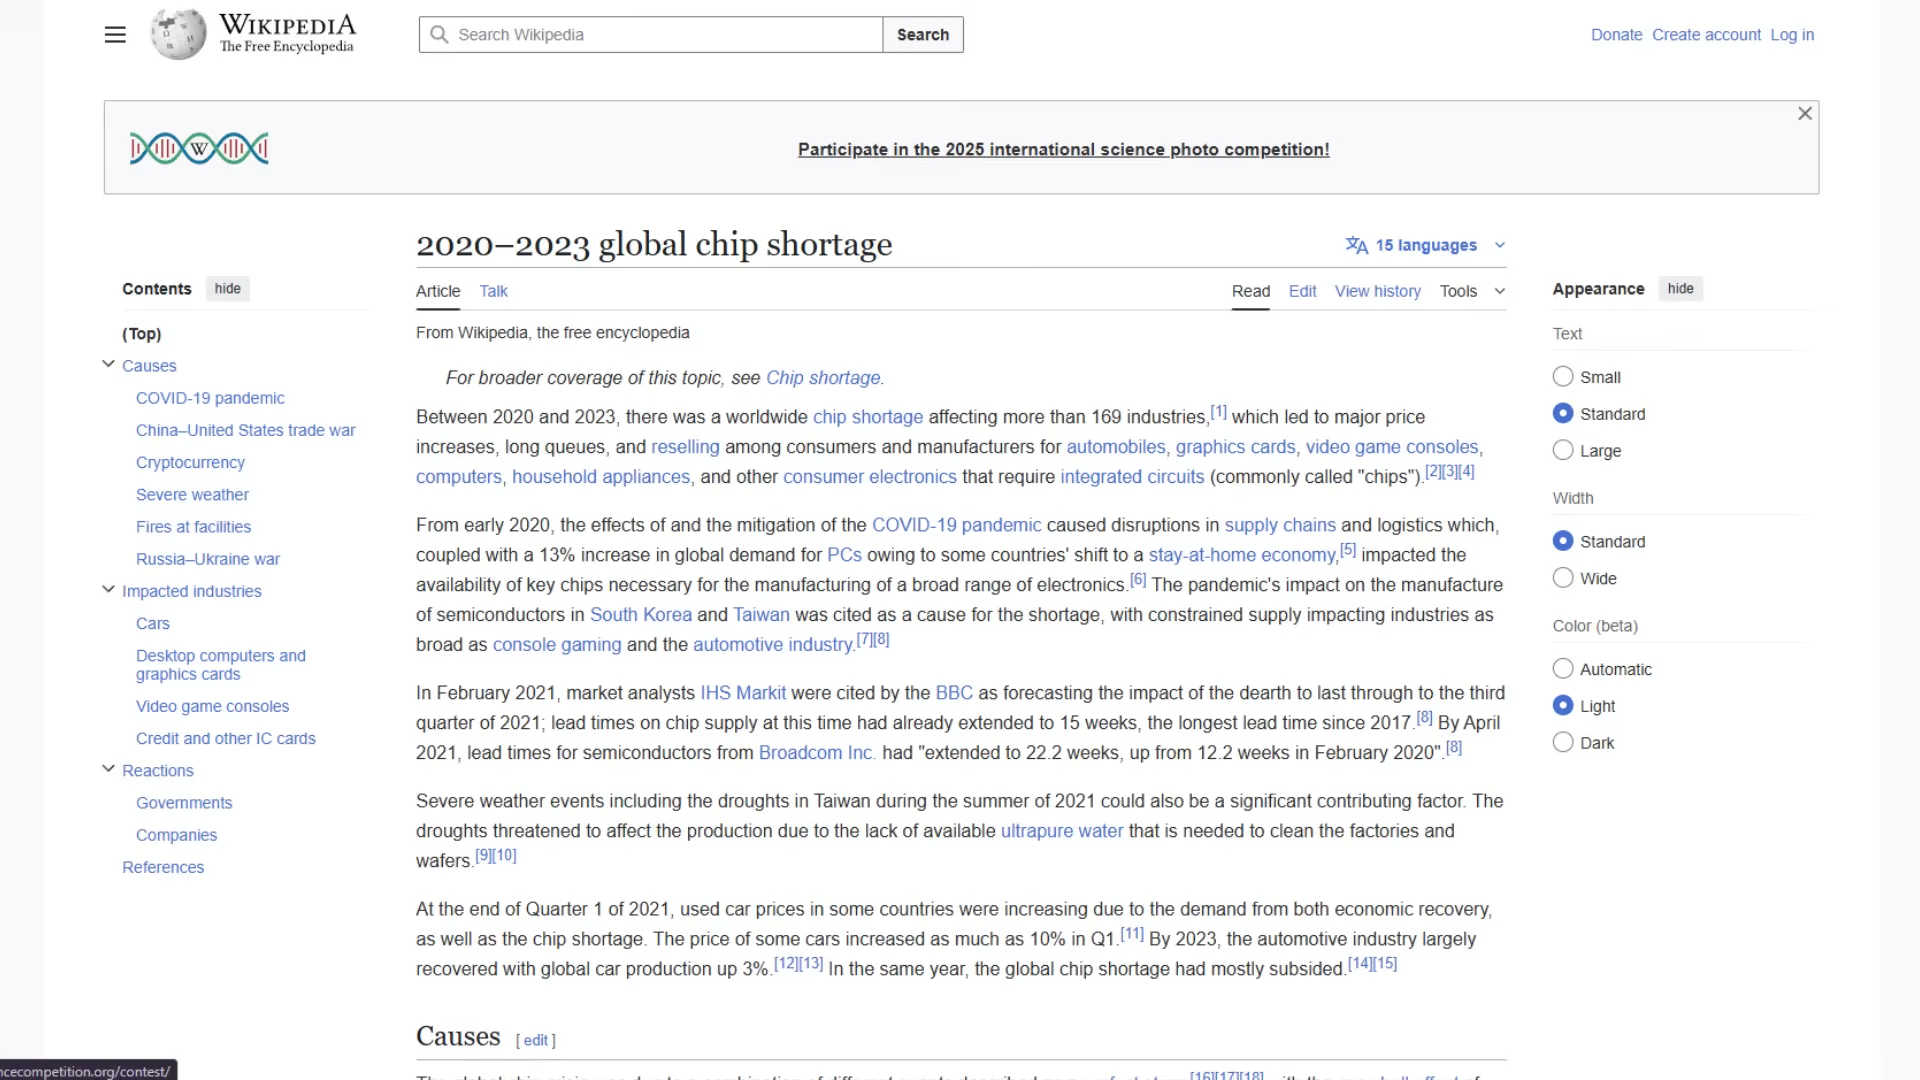 WIKIPEDIA
The Free Encyclopedia
Search Wikipedia
Search
Donate Create account Log in
W
Participate in the 2025 international science photo competition!
2020–2023 global chip shortage
15 languages
Contents hide
(Top)
Causes
COVID-19 pandemic
China–United States trade war
Cryptocurrency
Severe weather
Fires at facilities
Russia–Ukraine war
Impacted industries
Cars
Desktop computers and
graphics cards
Video game consoles
Credit and other IC cards
Reactions
Governments
Companies
References
Article Talk
Read Edit View history Tools
From Wikipedia, the free encyclopedia
For broader coverage of this topic, see Chip shortage.
Between 2020 and 2023, there was a worldwide chip shortage affecting more than 169 industries,[1] which led to major price
increases, long queues, and reselling among consumers and manufacturers for automobiles, graphics cards, video game consoles,
computers, household appliances, and other consumer electronics that require integrated circuits (commonly called "chips").[2][3][4]
From early 2020, the effects of and the mitigation of the COVID-19 pandemic caused disruptions in supply chains and logistics which,
coupled with a 13% increase in global demand for PCs owing to some countries' shift to a stay-at-home economy,[5] impacted the
availability of key chips necessary for the manufacturing of a broad range of electronics.[6] The pandemic's impact on the manufacture
of semiconductors in South Korea and Taiwan was cited as a cause for the shortage, with constrained supply impacting industries as
broad as console gaming and the automotive industry.[7][8]
In February 2021, market analysts IHS Markit were cited by the BBC as forecasting the impact of the dearth to last through to the third
quarter of 2021; lead times on chip supply at this time had already extended to 15 weeks, the longest lead time since 2017.[8] By April
2021, lead times for semiconductors from Broadcom Inc. had "extended to 22.2 weeks, up from 12.2 weeks in February 2020".[8]
Severe weather events including the droughts in Taiwan during the summer of 2021 could also be a significant contributing factor. The
droughts threatened to affect the production due to the lack of available ultrapure water that is needed to clean the factories and
wafers.[9][10]
At the end of Quarter 1 of 2021, used car prices in some countries were increasing due to the demand from both economic recovery,
as well as the chip shortage. The price of some cars increased as much as 10% in Q1.[11] By 2023, the automotive industry largely
recovered with global car production up 3%.[12][13] In the same year, the global chip shortage had mostly subsided.[14][15]
Causes [ edit ]
[16][17][18]
Appearance hide
Text
Small
Standard
Large
Width
Standard
Wide
Color (beta)
Automatic
Light
Dark
ncecompetition.org/contest/